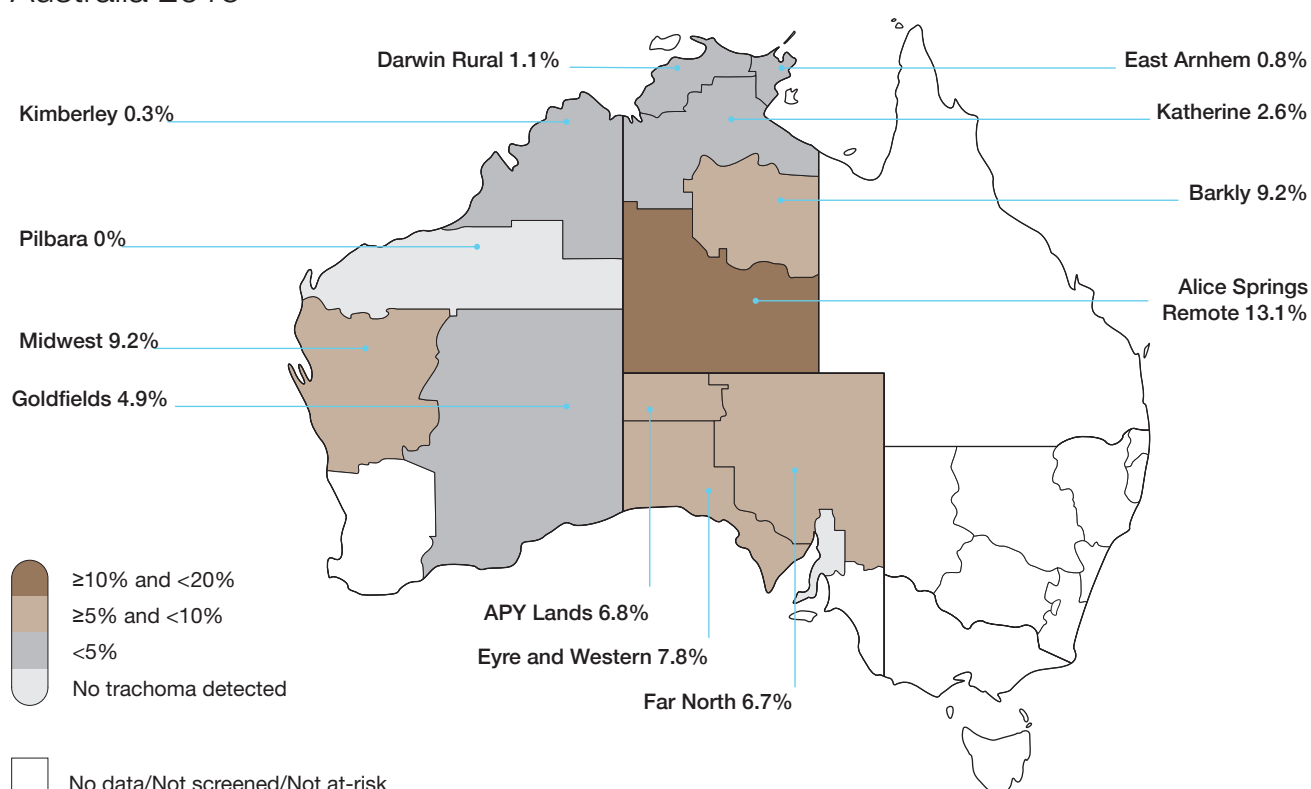 Darwin Rural 1.1%
East Arnhem 0.8%
Kimberley 0.3%
Katherine 2.6%
Barkly 9.2%
Pilbara 0%
Alice Springs
Remote 13.1%
Midwest 9.2%
Goldfields 4.9%
≥10% and <20%
≥5% and <10%
<5%
No trachoma detected
APY Lands 6.8%
Eyre and Western 7.8%
Far North 6.7%
No data/Not screened/Not at-risk